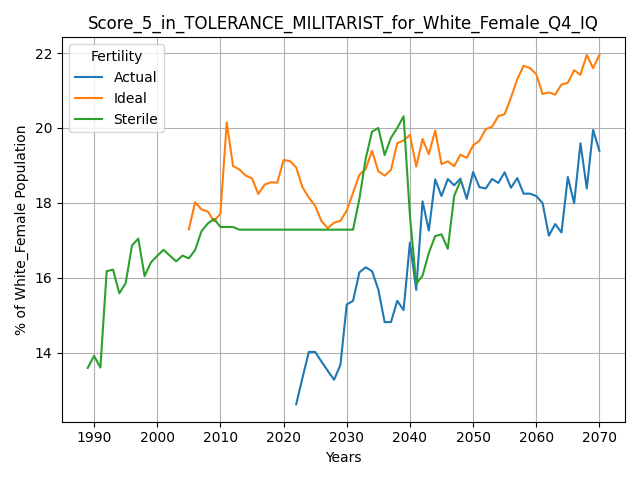 Score_5_in_TOLERANCE_MILITARIST_for_White_Female_Q4_IQ
Fertility
Actual
Ideal
Sterile
% of White_Female Population
22
20
18
16
14
1990 2000 2010 2020 2030 2040 2050 2060 2070
Years